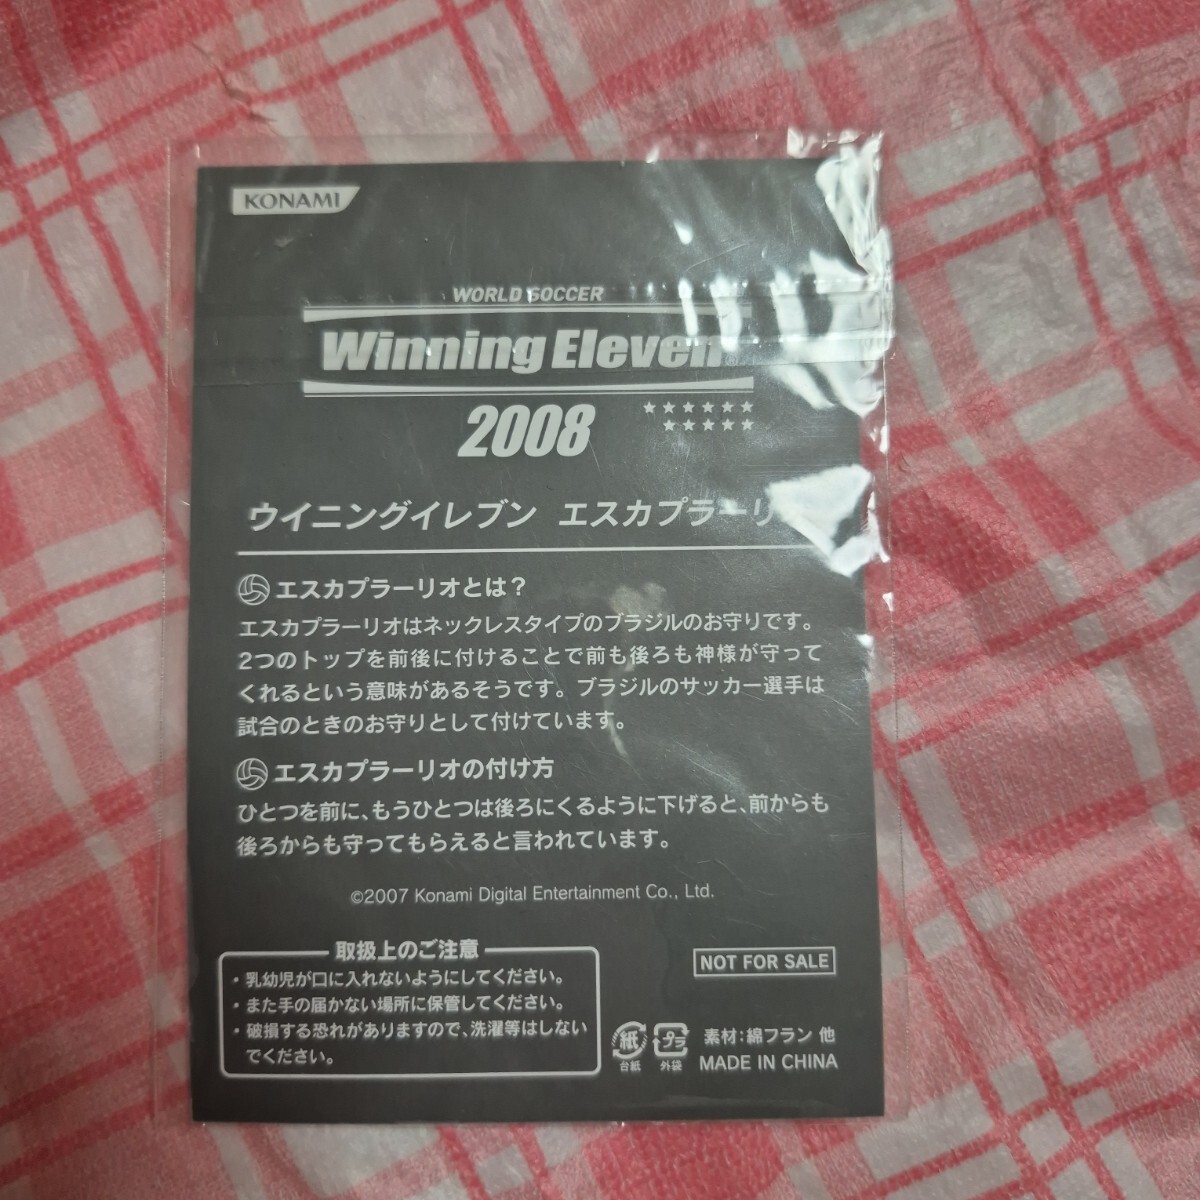 KONAMI
WORLD SOCCER
Winning Eleven
2008
ウイニングイレブン エスカプラーリ
エスカプラーリオとは？
エスカプラーリオはネックレスタイプのブラジルのお守りです。
2つのトップを前後に付けることで前も後ろも神様が守って
くれるという意味があるそうです。ブラジルのサッカー選手は
試合のときのお守りとして付けています。
エスカプラーリオの付け方
ひとつを前に、もうひとつは後ろにくるように下げると、前からも
後ろからも守ってもらえると言われています。
©2007 Konami Digital Entertainment Co., Ltd.
取扱上のご注意
・乳幼児が口に入れないようにしてください。
・また手の届かない場所に保管してください。
・破損する恐れがありますので、洗濯等はしない
でください。
NOT FOR SALE
紙 台紙
プラ 外袋
素材：綿フラン 他
MADE IN CHINA